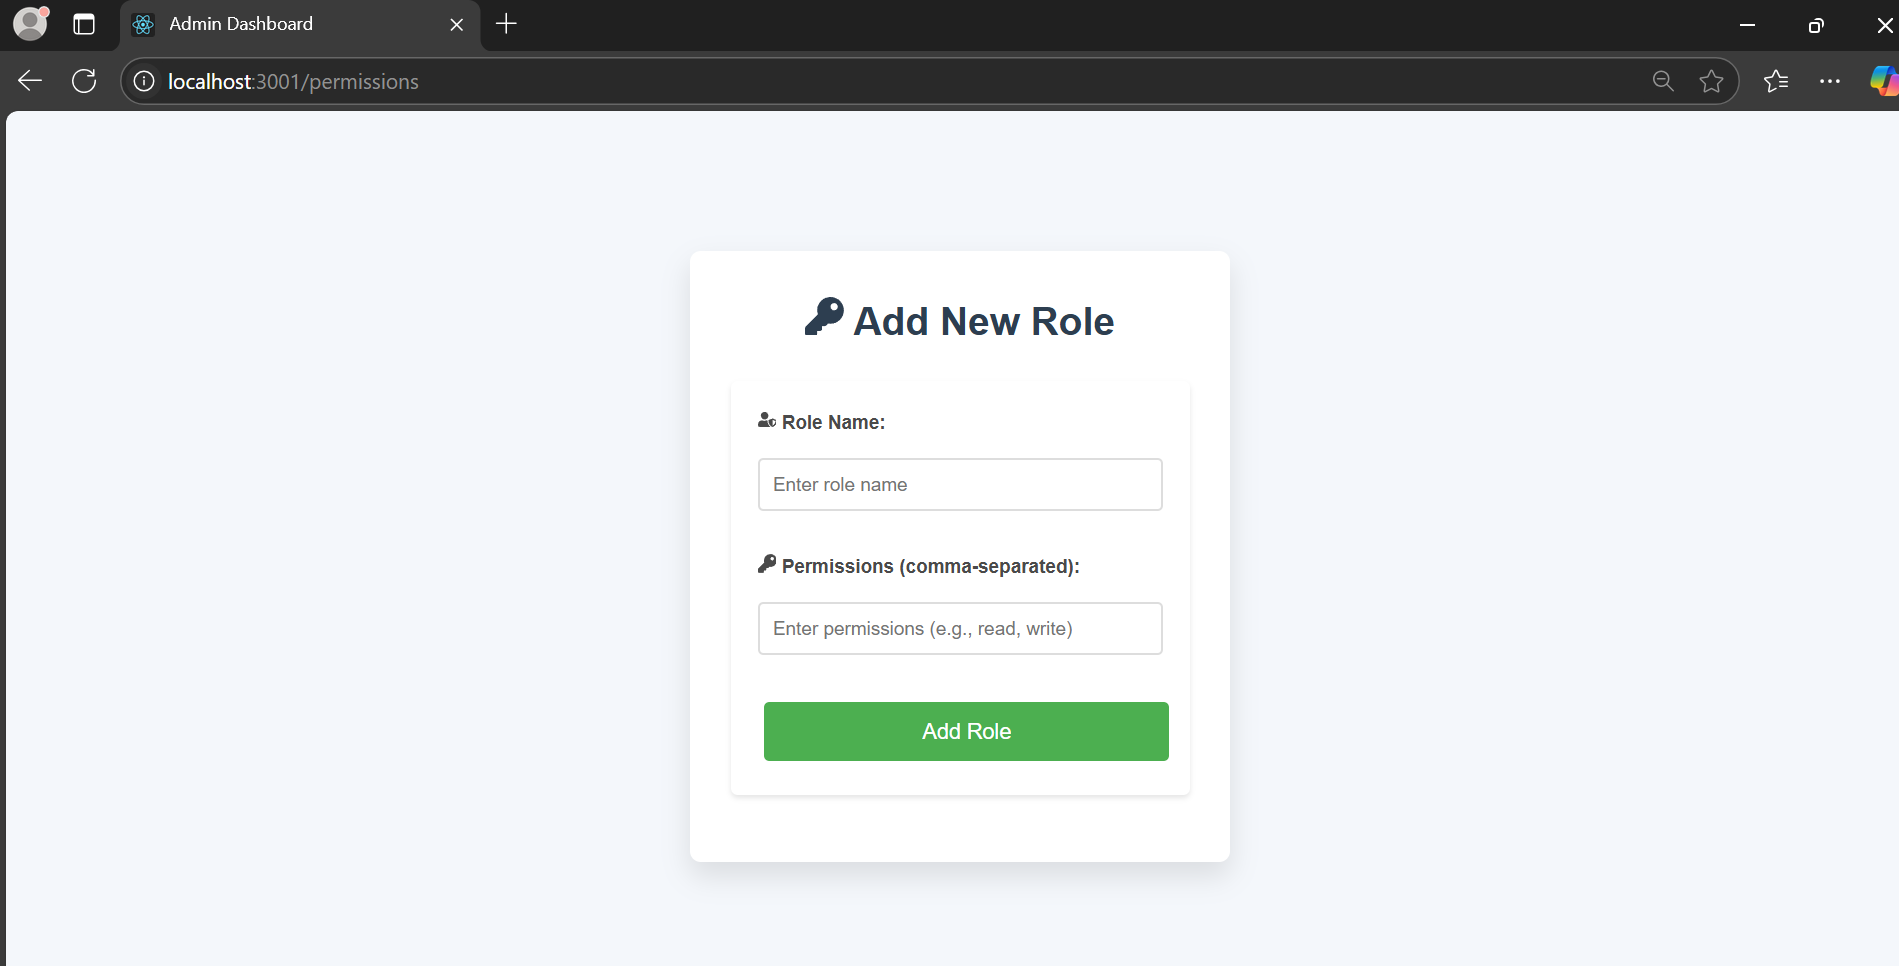 Admin Dashboard
localhost:3001/permissions
Add New Role
Role Name:
Enter role name
Permissions (comma-separated):
Enter permissions (e.g., read, write)
Add Role